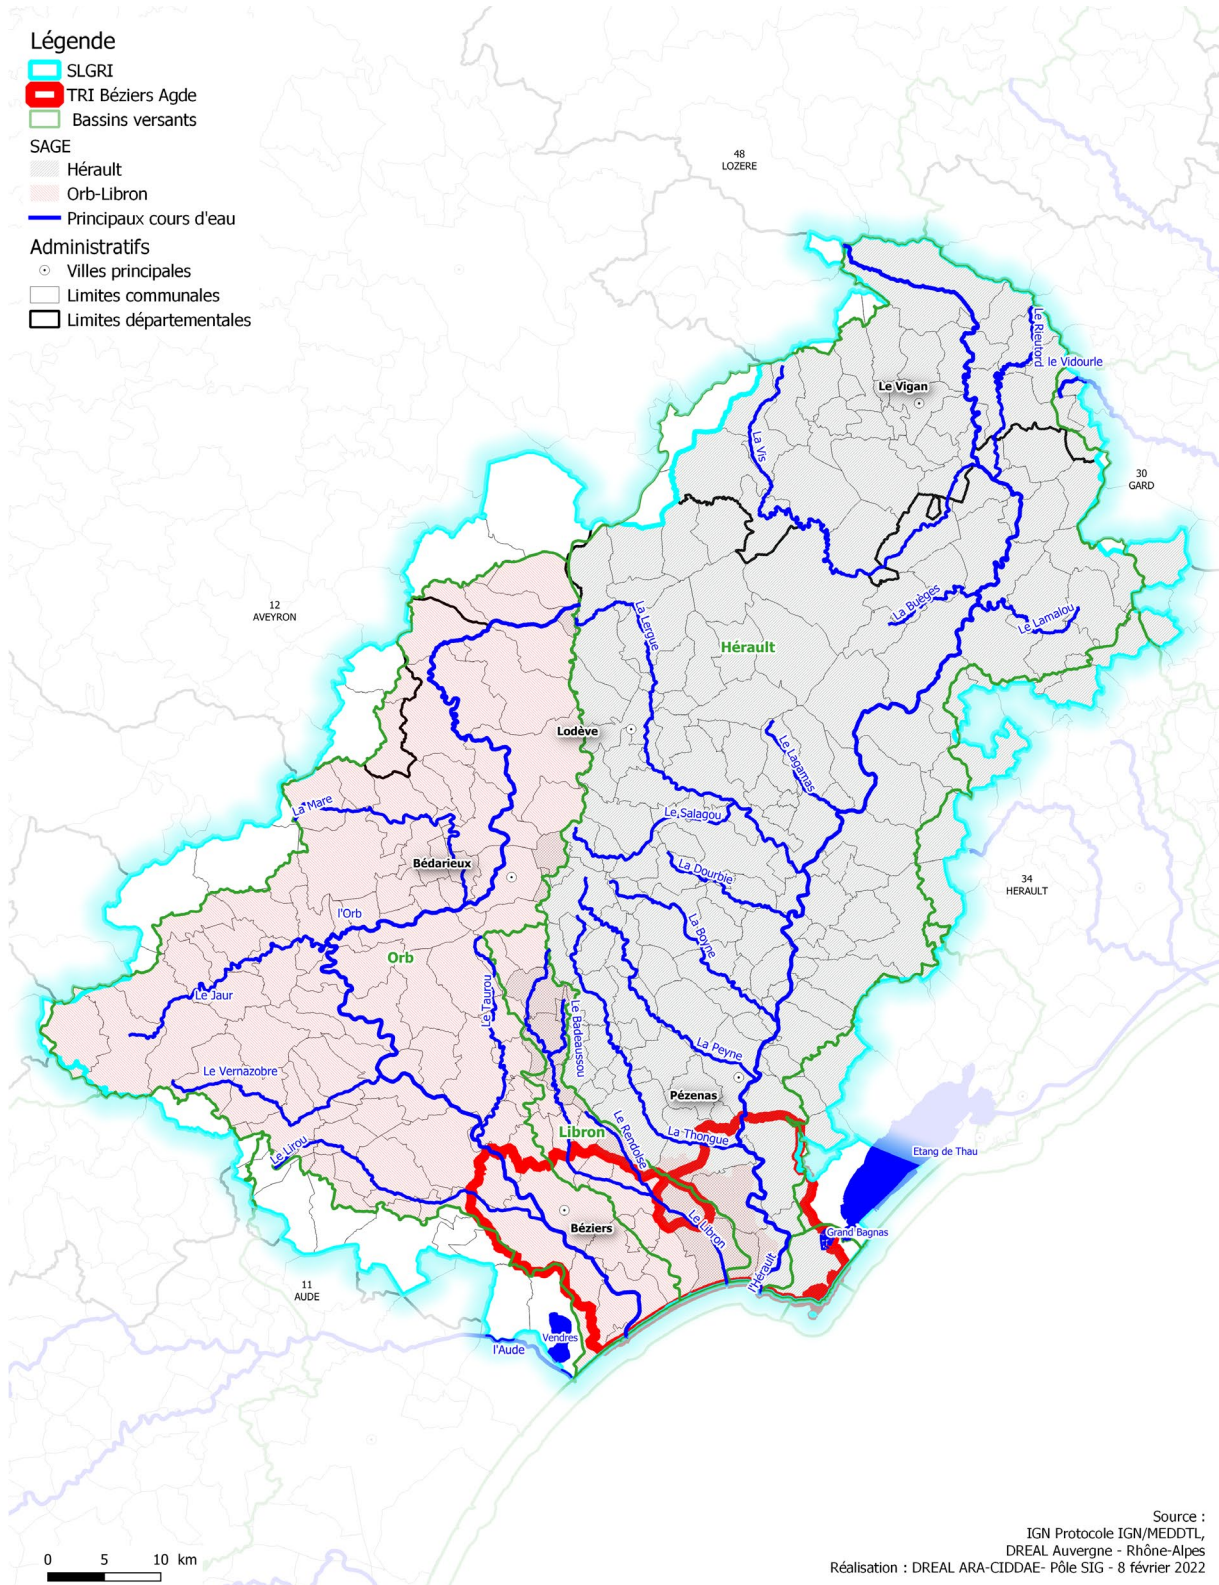 Légende
SLGRI
TRI Béziers Agde
Bassins versants
SAGE
Hérault
Orb-Libron
Principaux cours d'eau
Administratifs
Villes principales
Limites communales
Limites départementales
48
LOZERE
Le Rieutord
le Vidourle
Le Vigan
La Vis
30
GARD
12
AVEYRON
La Buèges
Le Lamalou
La Lergue
Hérault
Lodève
Le Lagamas
La Mare
Le Salagou
Bédarieux
La Dourbie
34
HERAULT
l'Orb
La Boyne
Orb
Le Jaur
Le Taurou
Le Badeaussou
La Peyne
Le Vernazobre
Pézenas
Libron
Le Rendolse
La Thongue
Le Lirou
Etang de Thau
Béziers
Le Libron
Grand Bagnas
l'Hérault
11
AUDE
Vendres
l'Aude
Source :
IGN Protocole IGN/MEDDTL,
DREAL Auvergne - Rhône-Alpes
Réalisation : DREAL ARA-CIDDAE- Pôle SIG - 8 février 2022
0 5 10 km